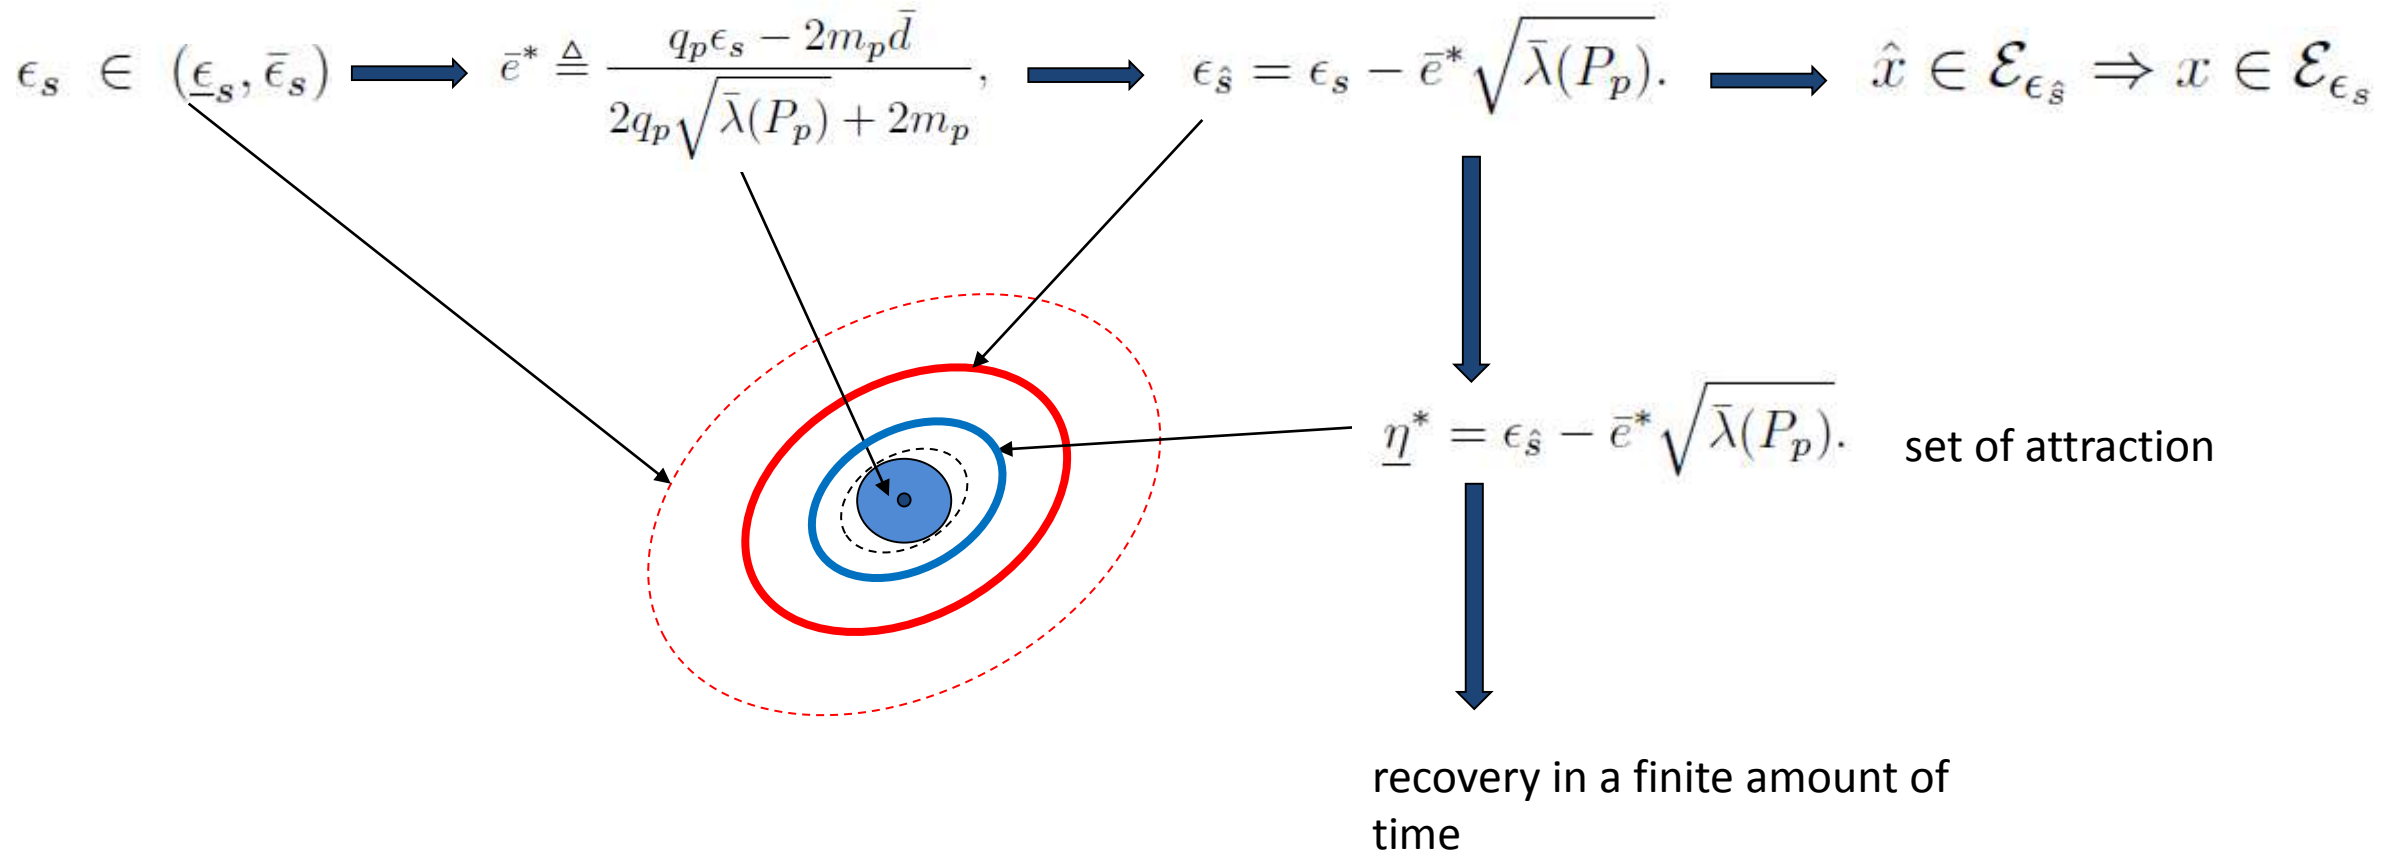 ϵ_s ∈ (ϵ̲_s, ϵ̄_s)
ē* ≜ (q_p ϵ_s − 2m_p d̄) / (2q_p √λ̄(P_p) + 2m_p),
ϵ_ŝ = ϵ_s − ē* √λ̄(P_p).
x̂ ∈ ℰ_{ϵ_ŝ} ⇒ x ∈ ℰ_{ϵ_s}
η̲* = ϵ_ŝ − ē* √λ̄(P_p).
set of attraction
recovery in a finite amount of
time